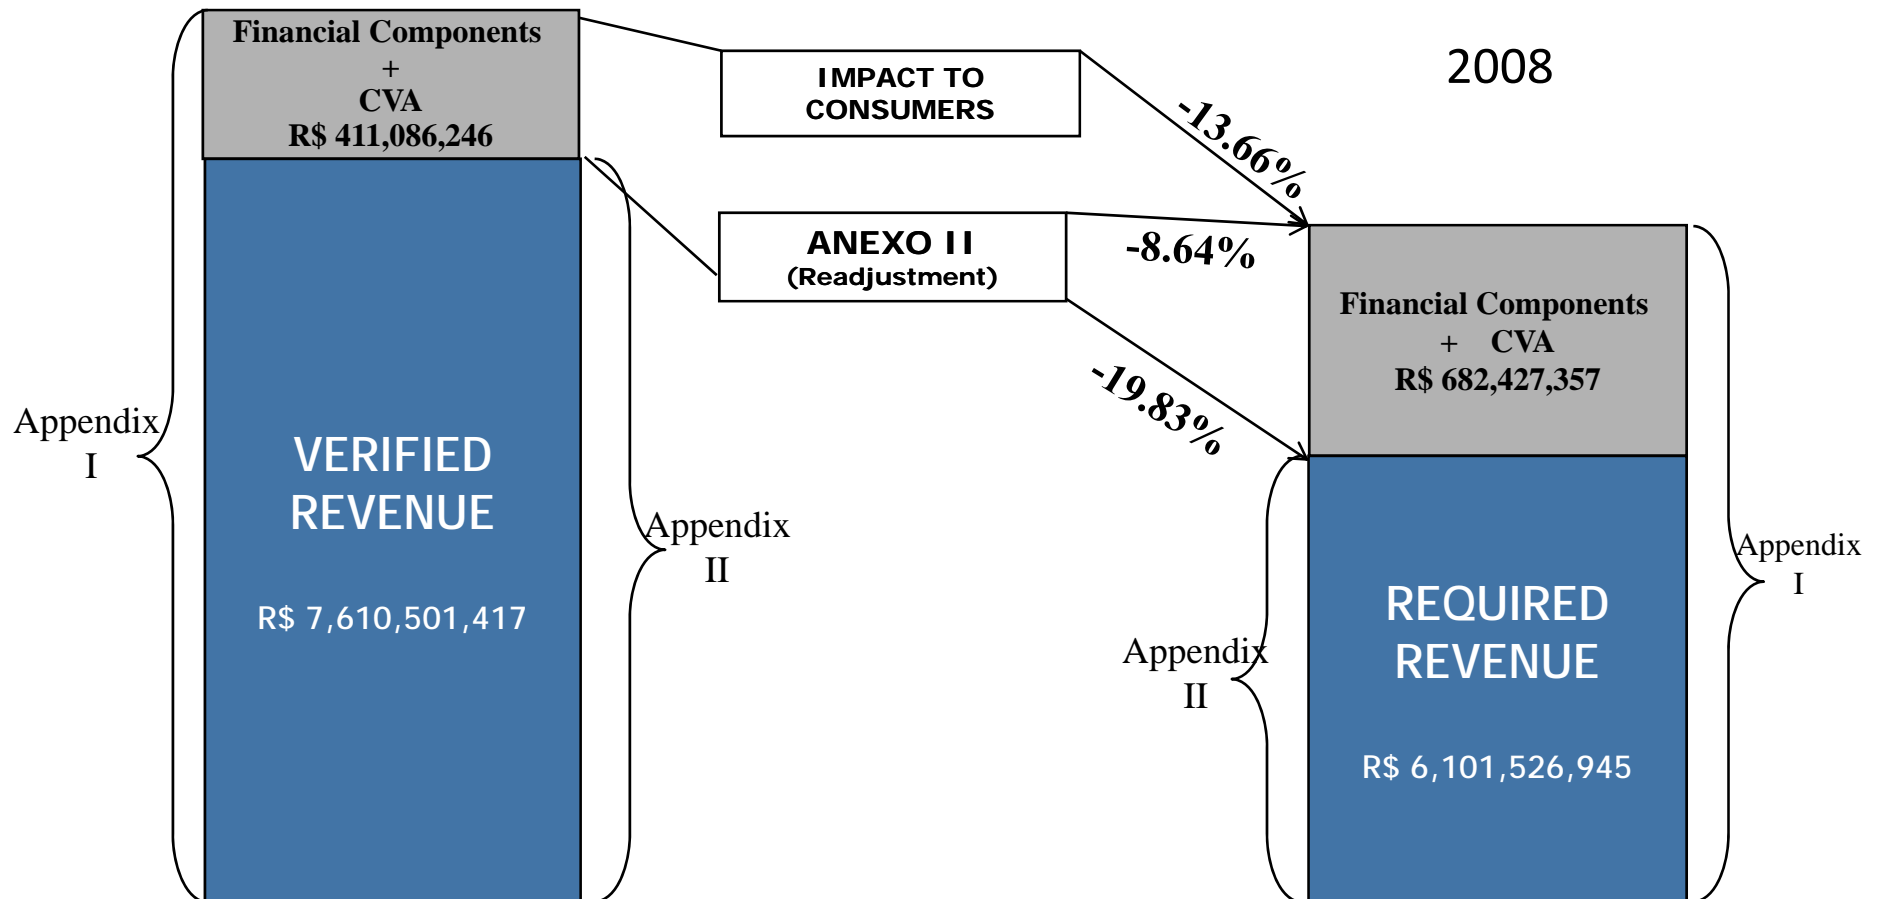 Financial Components
+
CVA
R$ 411,086,246
IMPACT TO
CONSUMERS
2008
-13.66%
ANEXO II
(Readjustment)
-8.64%
-19.83%
Financial Components
+ CVA
R$ 682,427,357
Appendix
I
VERIFIED
REVENUE
R$ 7,610,501,417
Appendix
II
Appendix
II
REQUIRED
REVENUE
R$ 6,101,526,945
Appendix
I